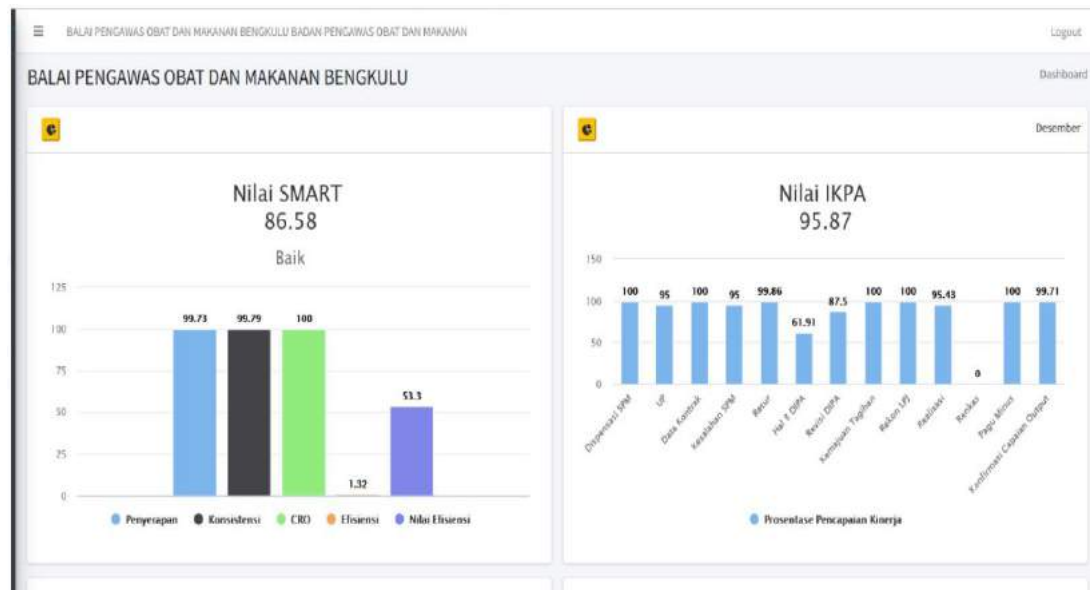 BALAI PENGAWAS OBAT DAN MAKANAN BENGKULU BADAN PENGAWAS OBAT DAN MAKANAN
Logout
BALAI PENGAWAS OBAT DAN MAKANAN BENGKULU
Dashboard
Nilai SMART
86.58
Baik
125
100
75
50
25
0
99.73
99.79
100
1.32
53.3
Penyerapan
Konsistensi
CRO
Efisiensi
Nilai Efisiensi
Desember
Nilai IKPA
95.87
150
100
50
0
100
95
100
95
99.86
61.91
87.5
100
100
95.43
0
100
99.71
Dispensasi SPM
UP
Data Kontrak
Kesalahan SPM
Retur
Hal 3 DIPA
Revisi DIPA
Kemajuan Tagihan
Rekon LPJ
Realisasi
Renkas
Pagu Minus
Konfirmasi Capaian Output
Prosentase Pencapaian Kinerja